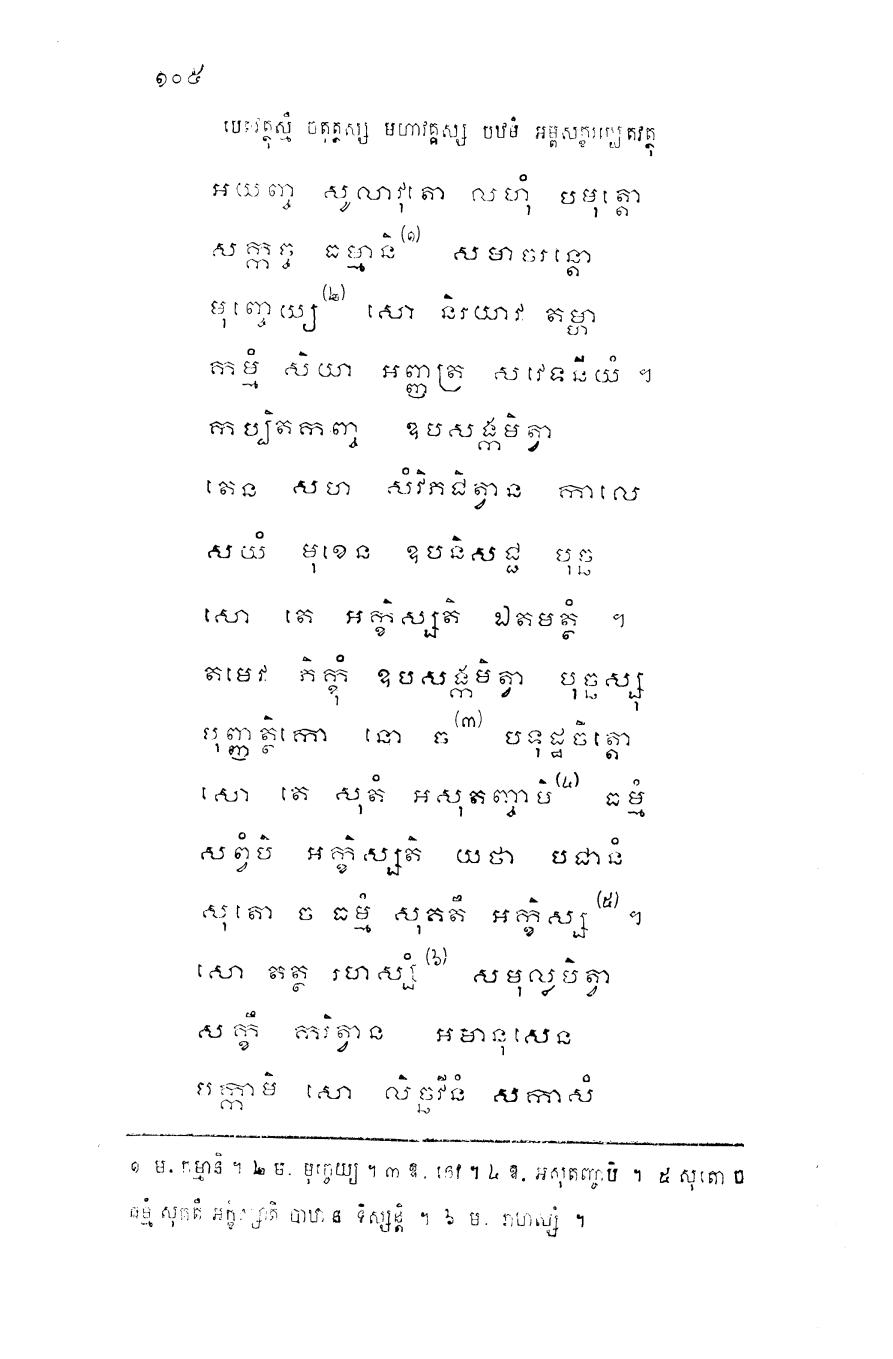 ១០៥
បេតវត្ថុស្មឹ ចតុត្ថស្ស មហាវគ្គស្ស បឋមំ អម្ពសក្ខរប្បេតវត្ថុ
អយញ្ច សូលាវុតោ លហុំ បមុត្តោ
សក្កច្ច ធម្មានិ (១) សមាចរន្តោ
មុញ្ចេយ្យ (២) សោ និរយាវ តម្ហា
កម្មំ សិយា អញ្ញត្រ សវេទនីយំ ។
កប្បិតកញ្ច ឧបសង្កមិត្វា
តេន សហ សំវិភជិត្វាន កាលេ
សយំ មុខេន ឧបនិសជ្ជ បុច្ឆ
សោ តេ អក្ខិស្សតិ ឯតមត្ថំ ។
តមេវ ភិក្ខុំ ឧបសង្កមិត្វា បុច្ឆស្សុ
បុញ្ញត្ថិកោ នោ ច (៣) បទុដ្ឋចិត្តោ
សោ តេ សុតំ អសុតញ្ចាបិ (៤) ធម្មំ
សព្វំបិ អក្ខិស្សតិ យថា បជានំ
សុតោ ច ធម្មំ សុគតឹ អក្ខិស្ស (៥) ។
សោ តត្ថ រហស្សំ (៦) សមុល្លបិត្វា
សក្ខឹ ករិត្វាន អមានុសេន
បក្កាមិ សោ លិច្ឆវីនំ សកាសំ
១ ម. កម្មានិ ។ ២ ម. មុច្ចេយ្យ ។ ៣ ឱ. នេវ ។ ៤ ឱ. អសុតញ្ចាបិ ។ ៥ សុតោ ច
ធម្មំ សុគតឹ អក្ខិស្សាតិ បាឋាន ទិស្សន្តិ ។ ៦ ម. រាហស្សំ ។